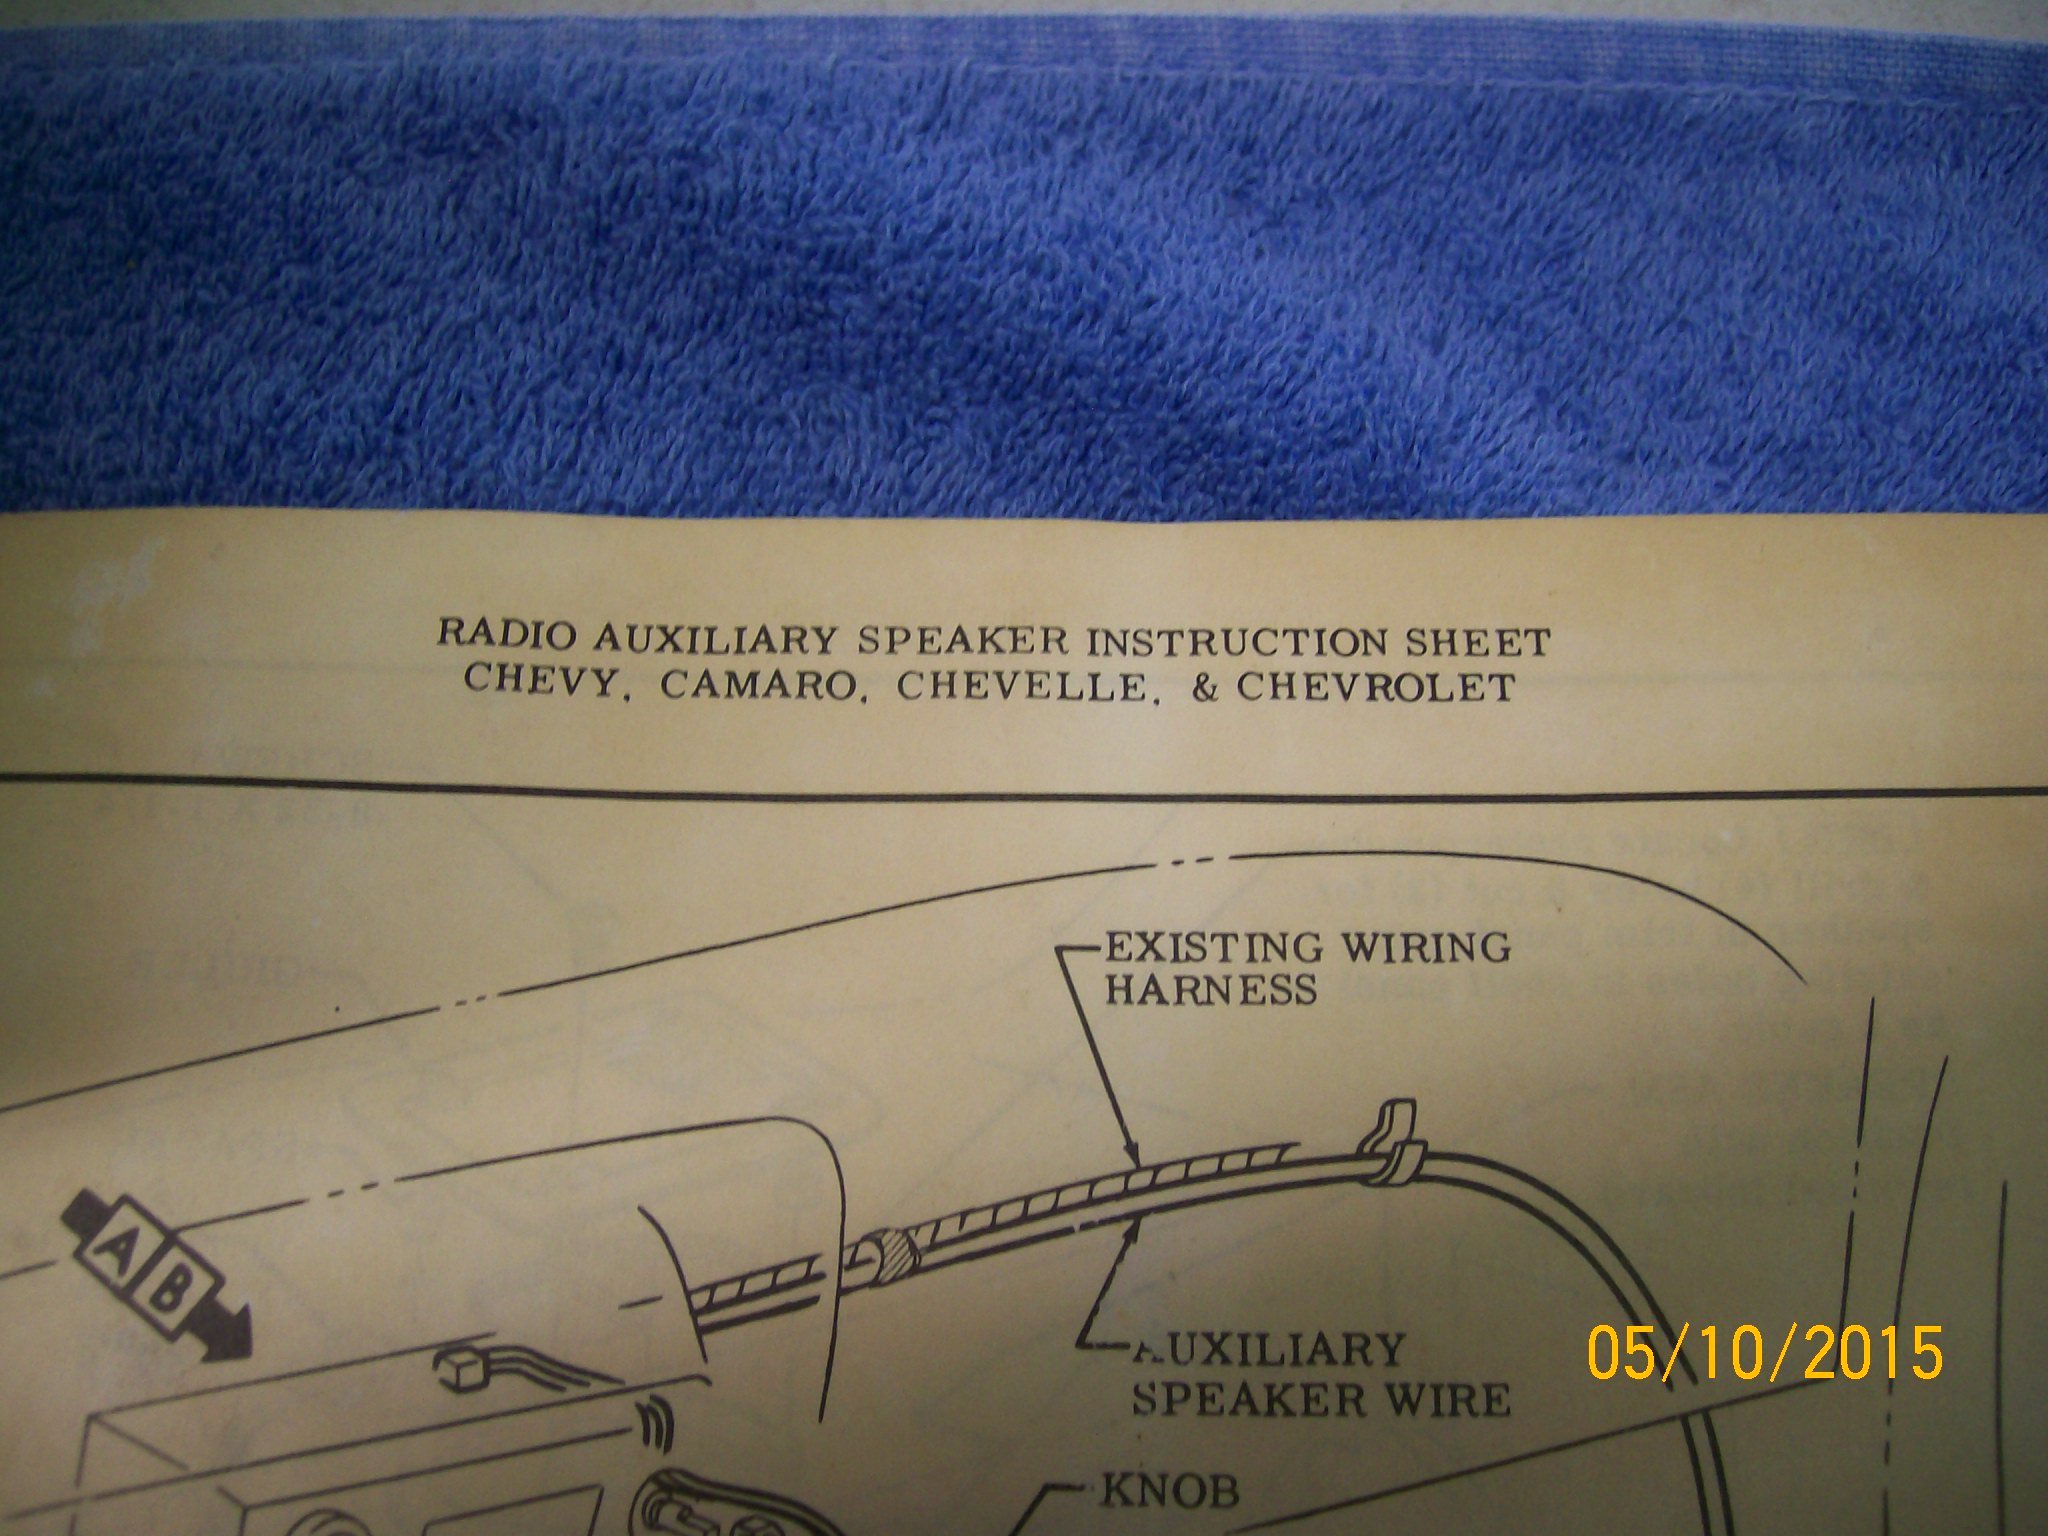 RADIO AUXILIARY SPEAKER INSTRUCTION SHEET
CHEVY, CAMARO, CHEVELLE, & CHEVROLET
EXISTING WIRING
HARNESS
A B
AUXILIARY
SPEAKER WIRE
KNOB
05/10/2015